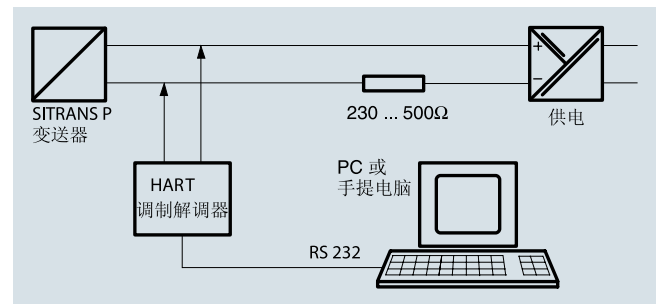 +
−
SITRANS P
变送器
230 ... 500Ω
供电
HART
调制解调器
PC 或
手提电脑
RS 232